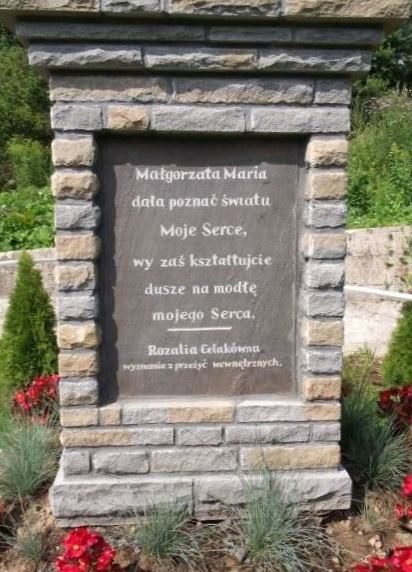 Małgorzata Maria
dała poznać światu
Moje Serce,
wy zaś kształtujcie
dusze na modłę
mojego Serca.
Rozalia Celakówna
wyznania z przeżyć wewnętrznych.